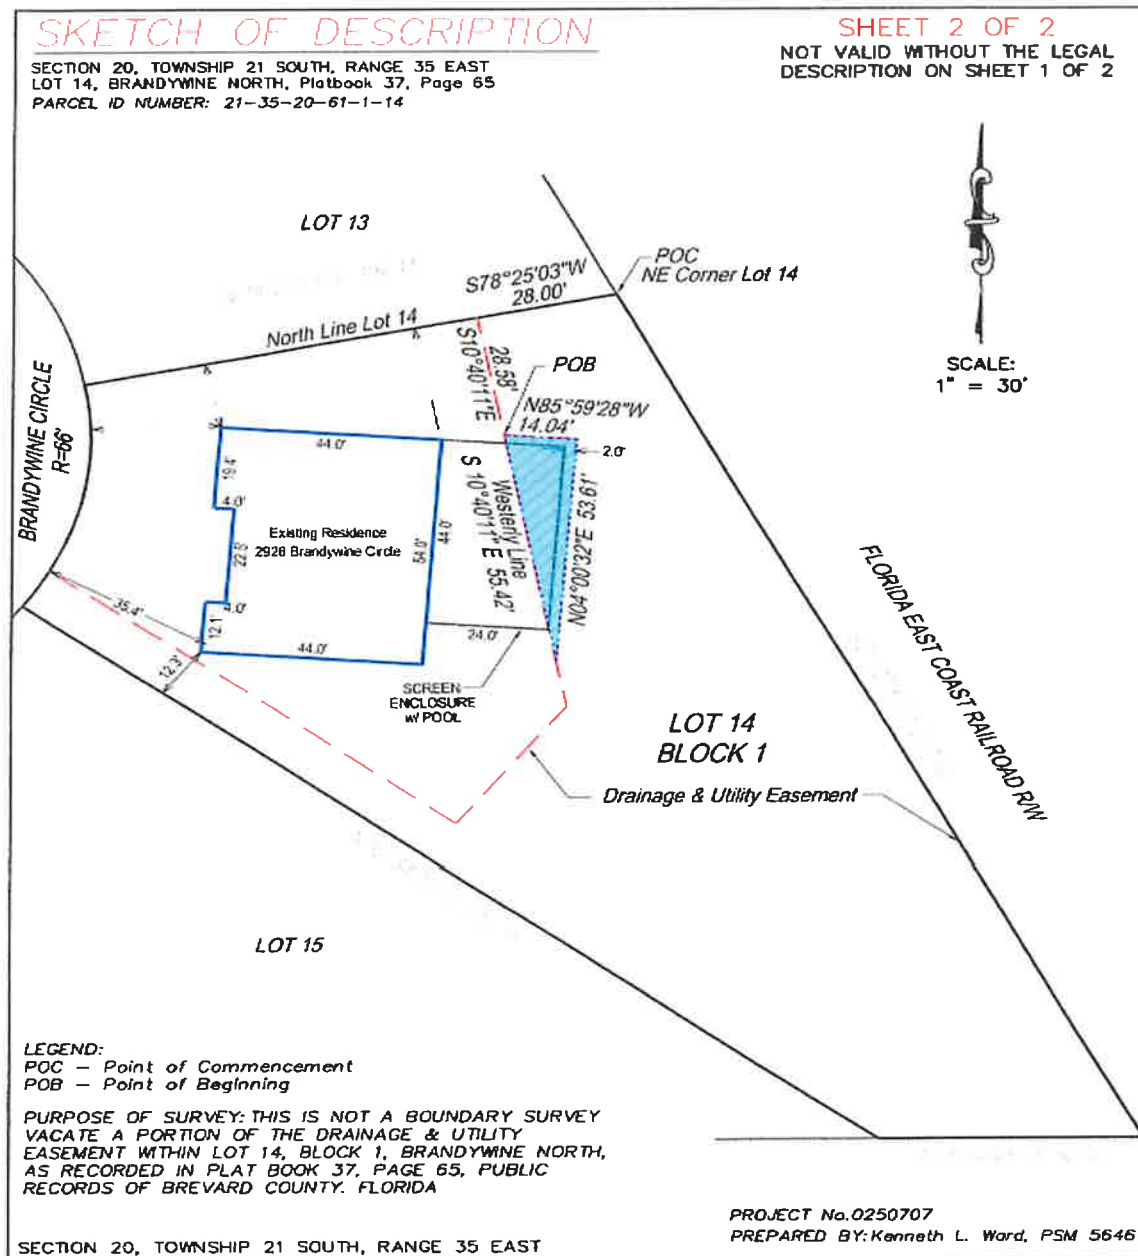 SKETCH OF DESCRIPTION
SECTION 20, TOWNSHIP 21 SOUTH, RANGE 35 EAST
LOT 14, BRANDYWINE NORTH, Platbook 37, Page 65
PARCEL ID NUMBER: 21-35-20-61-1-14
SHEET 2 OF 2
NOT VALID WITHOUT THE LEGAL
DESCRIPTION ON SHEET 1 OF 2
SCALE:
1" = 30'
LOT 13
POC
NE Corner Lot 14
S78°25'03"W
28.00'
North Line Lot 14
28.58'
S10°40'11"E
POB
N85°59'28"W
14.04'
2.0'
BRANDYWINE CIRCLE
R=66'
44.0'
19.4'
4.0'
22.5'
4.0'
12.1'
44.0'
54.0'
44.0'
Existing Residence
2926 Brandywine Circle
Westerly Line
S 10°40'11" E 55.42'
N04°00'32"E 53.61'
24.0'
35.4'
12.3'
SCREEN
ENCLOSURE
w/ POOL
LOT 14
BLOCK 1
Drainage & Utility Easement
FLORIDA EAST COAST RAILROAD R/W
LOT 15
LEGEND:
POC - Point of Commencement
POB - Point of Beginning
PURPOSE OF SURVEY: THIS IS NOT A BOUNDARY SURVEY
VACATE A PORTION OF THE DRAINAGE & UTILITY
EASEMENT WITHIN LOT 14, BLOCK 1, BRANDYWINE NORTH,
AS RECORDED IN PLAT BOOK 37, PAGE 65, PUBLIC
RECORDS OF BREVARD COUNTY. FLORIDA
PROJECT No.0250707
PREPARED BY: Kenneth L. Ward, PSM 5646
SECTION 20, TOWNSHIP 21 SOUTH, RANGE 35 EAST